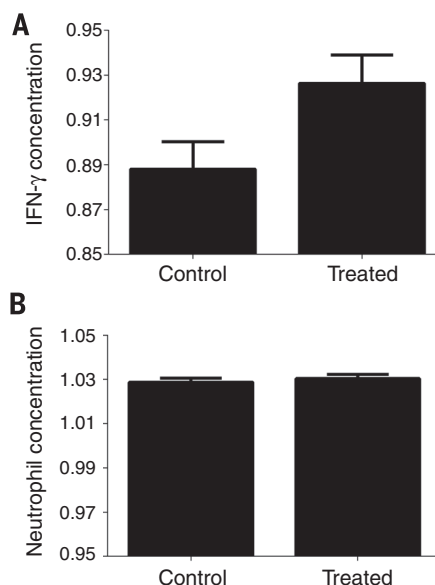 A
IFN-γ concentration
0.95
0.93
0.91
0.89
0.87
0.85
Control Treated
B
Neutrophil concentration
1.05
1.03
1.01
0.99
0.97
0.95
Control Treated